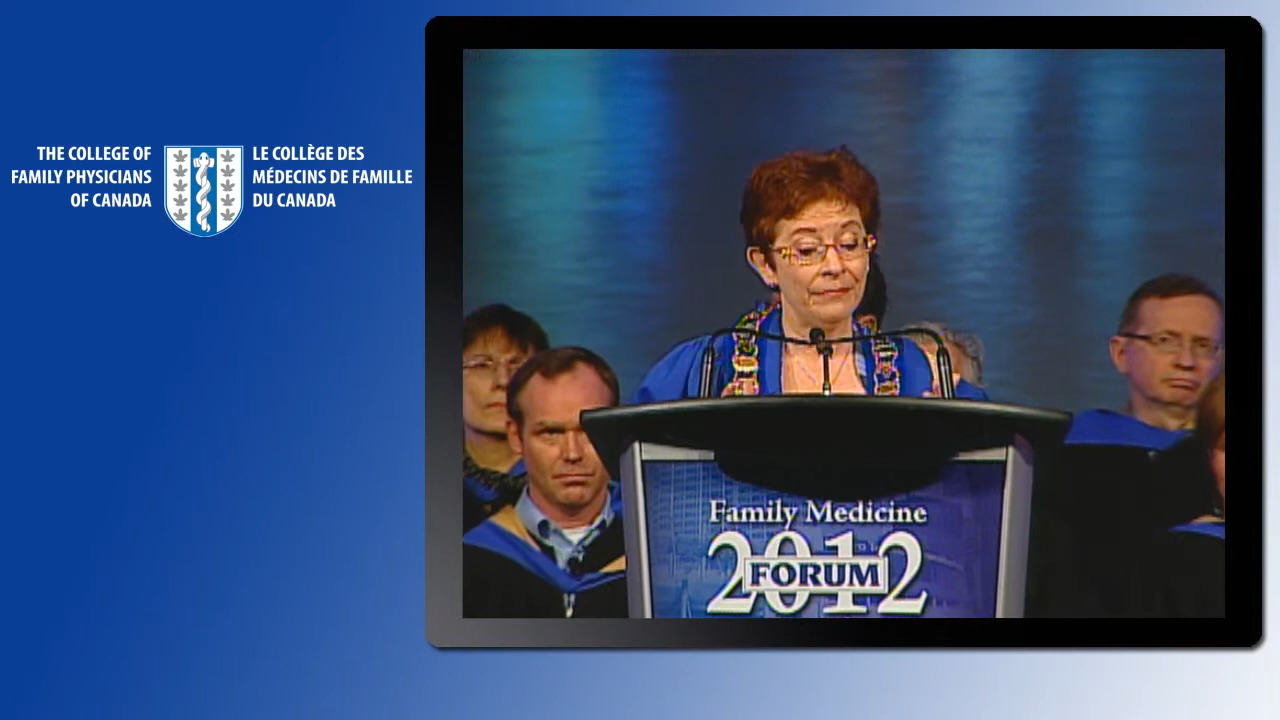 THE COLLEGE OF
FAMILY PHYSICIANS
OF CANADA
LE COLLÈGE DES
MÉDECINS DE FAMILLE
DU CANADA
Family Medicine
2012
FORUM